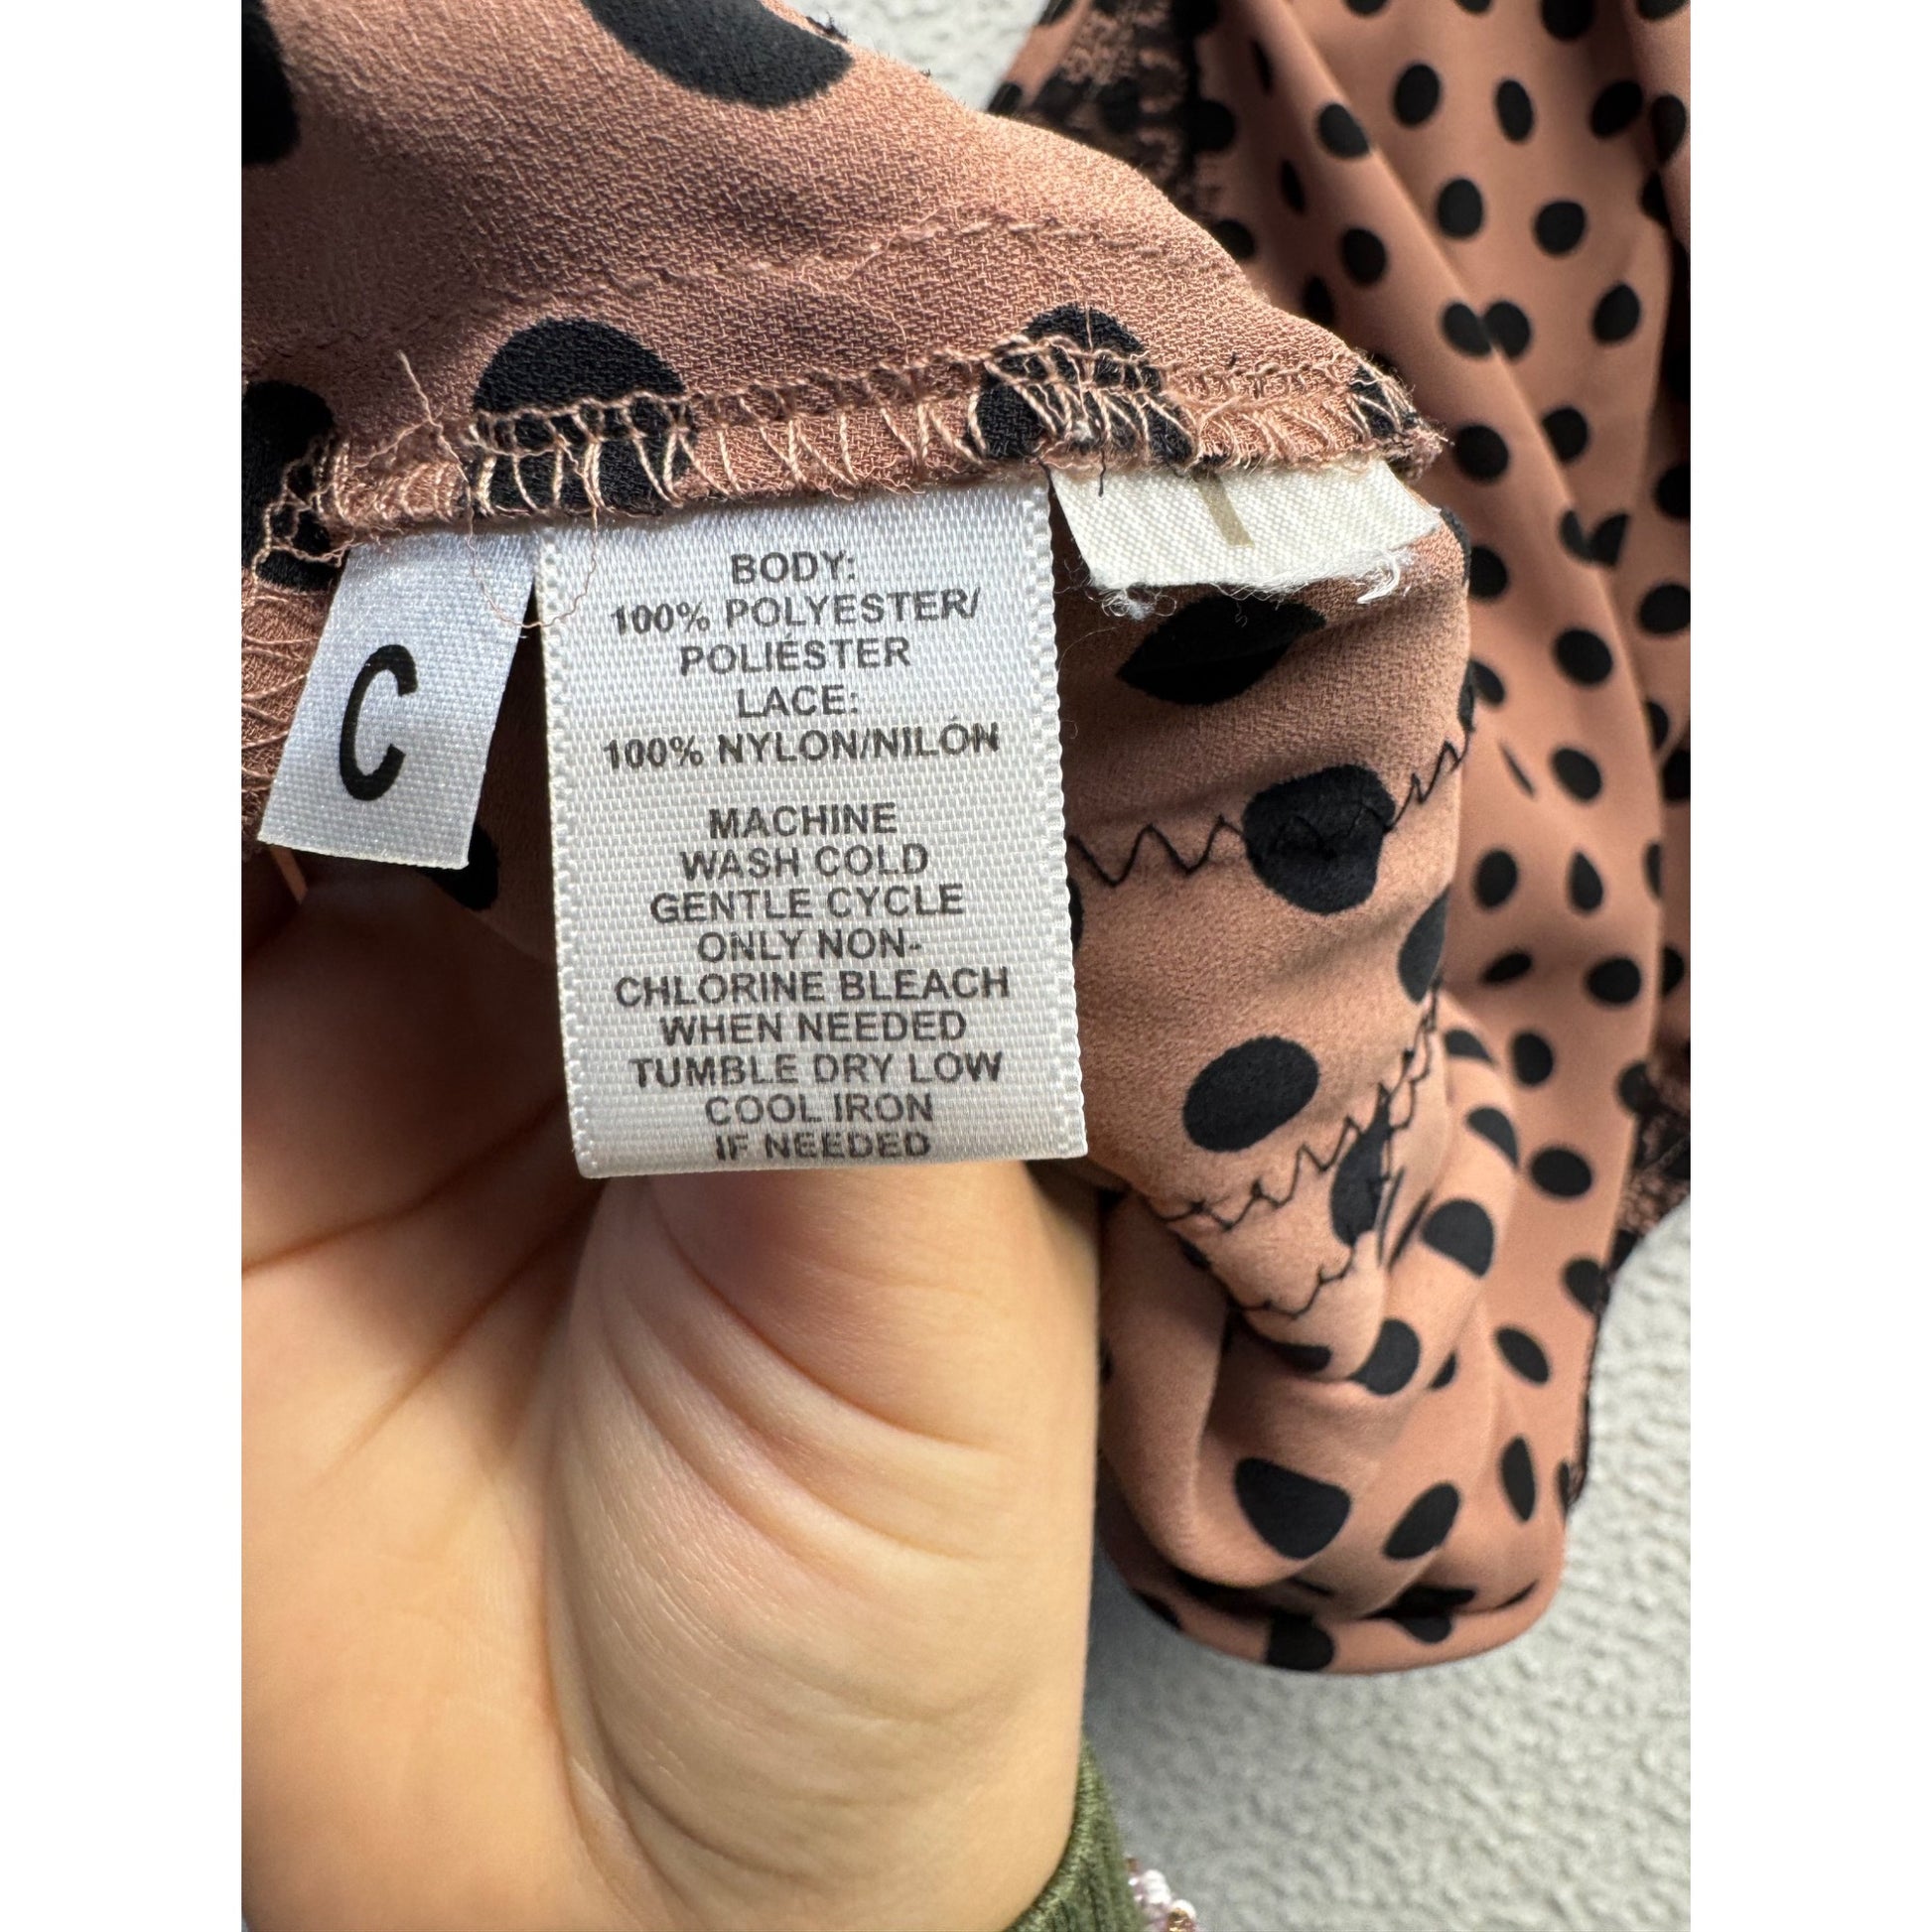 C
BODY:
100% POLYESTER/
POLIÉSTER
LACE:
100% NYLON/NILÓN
MACHINE
WASH COLD
GENTLE CYCLE
ONLY NON-
CHLORINE BLEACH
WHEN NEEDED
TUMBLE DRY LOW
COOL IRON
IF NEEDED